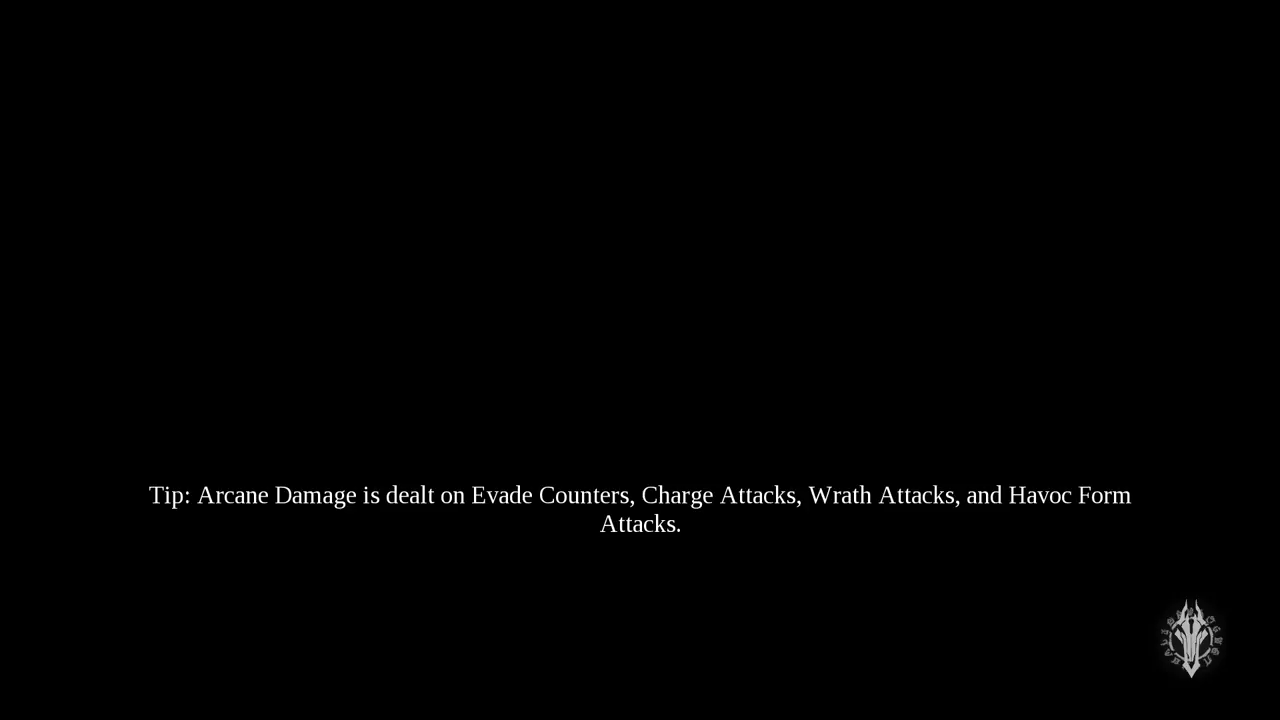 Tip: Arcane Damage is dealt on Evade Counters, Charge Attacks, Wrath Attacks, and Havoc Form
Attacks.